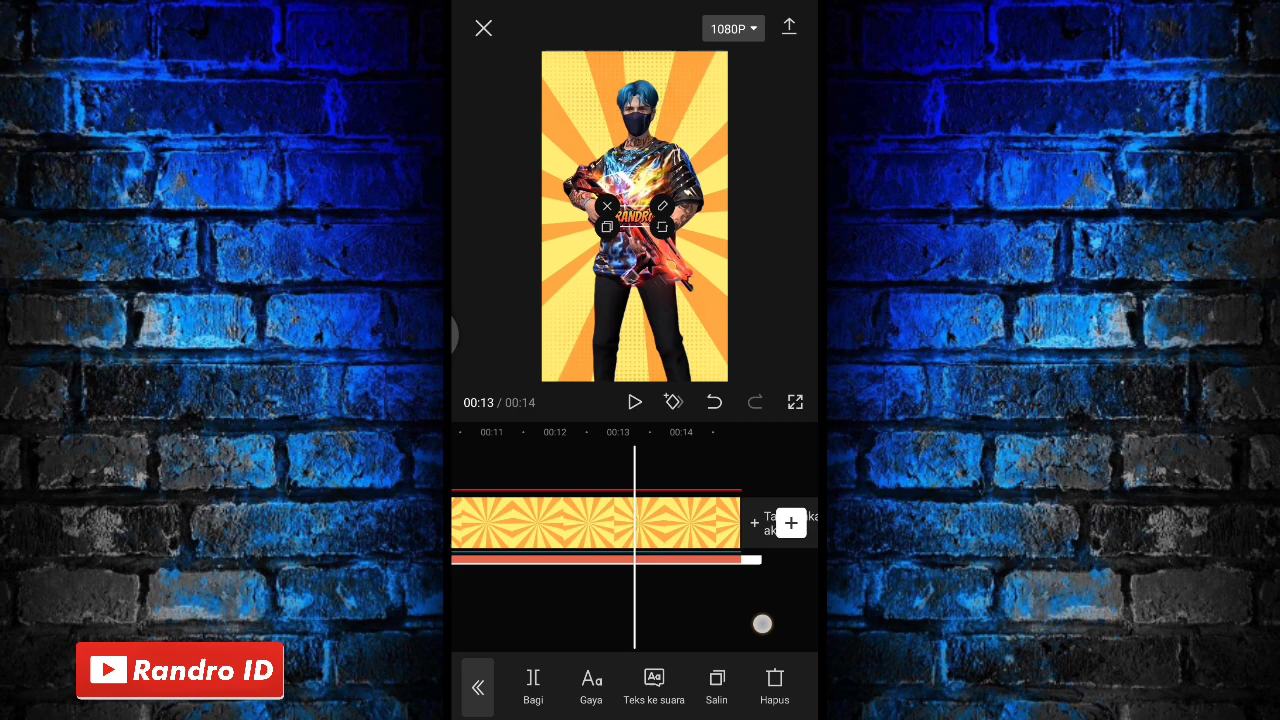 1080P
RANDRO
00:13 / 00:14
00:11
00:12
00:13
00:14
+
Bagi
Gaya
Teks ke suara
Salin
Hapus
Randro ID